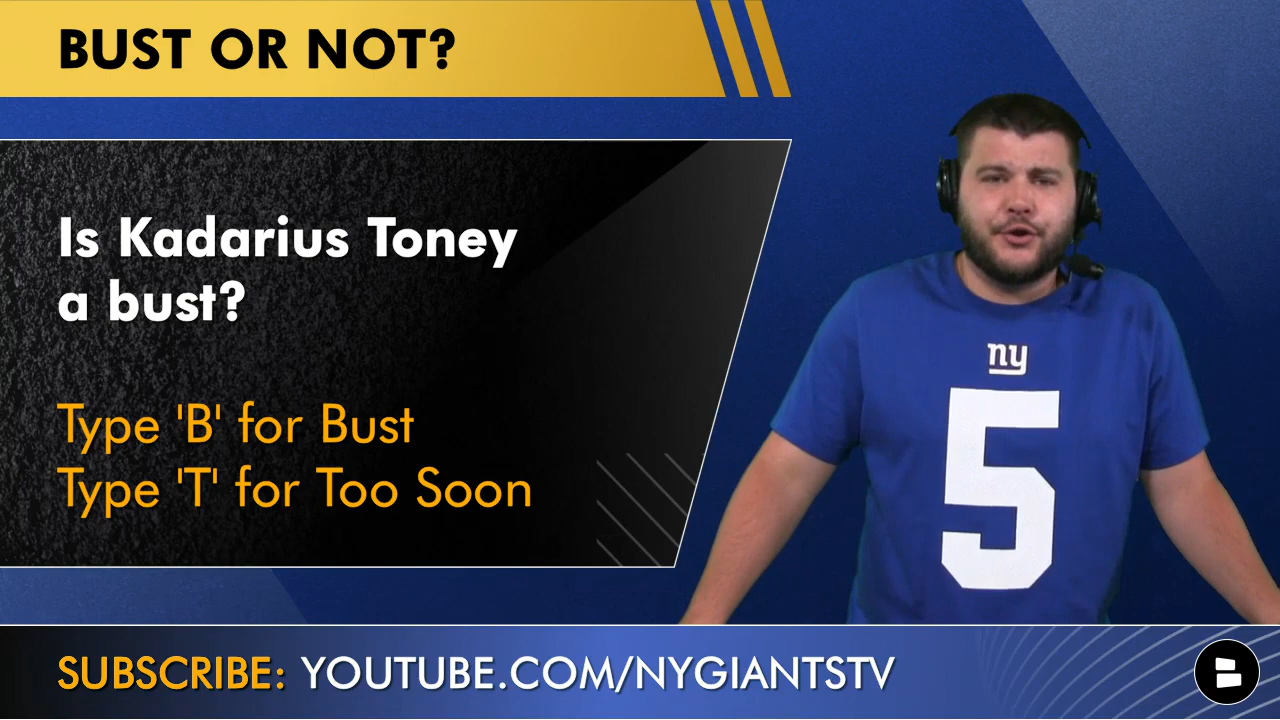 BUST OR NOT?
Is Kadarius Toney
a bust?
Type 'B' for Bust
Type 'T' for Too Soon
ny
5
SUBSCRIBE: YOUTUBE.COM/NYGIANTSTV